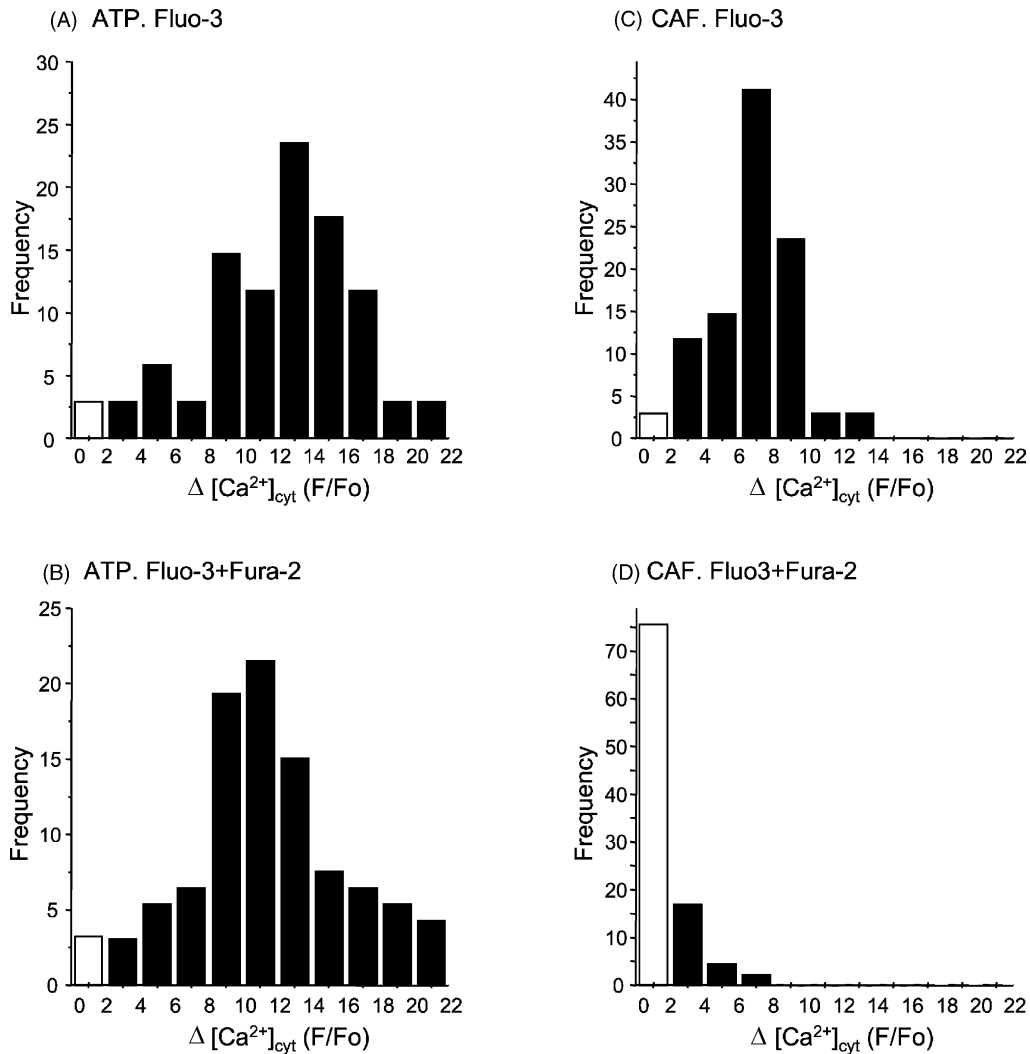 (A) ATP. Fluo-3
30
25
20
15
10
5
0
Frequency
0 2 4 6 8 10 12 14 16 18 20 22
Δ [Ca²⁺]cyt (F/Fo)
(C) CAF. Fluo-3
40
35
30
25
20
15
10
5
0
Frequency
0 2 4 6 8 10 12 14 16 18 20 22
Δ [Ca²⁺]cyt (F/Fo)
(B) ATP. Fluo-3+Fura-2
25
20
15
10
5
0
Frequency
0 2 4 6 8 10 12 14 16 18 20 22
Δ [Ca²⁺]cyt (F/Fo)
(D) CAF. Fluo3+Fura-2
70
60
50
40
30
20
10
0
Frequency
0 2 4 6 8 10 12 14 16 18 20 22
Δ [Ca²⁺]cyt (F/Fo)